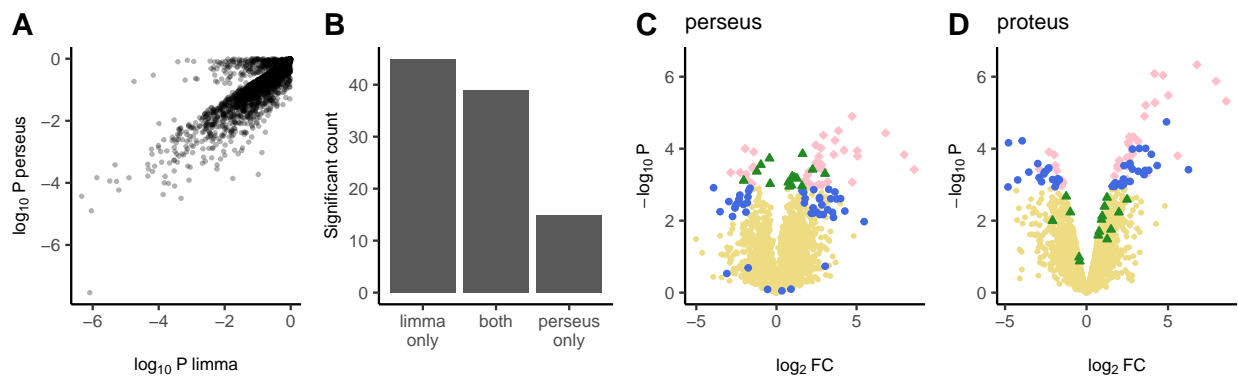 A
log₁₀ P perseus
0
−2
−4
−6
−6
−4
−2
0
log₁₀ P limma
B
Significant count
40
30
20
10
0
limma only
both
perseus only
C
perseus
−log₁₀ P
6
4
2
0
−5
0
5
log₂ FC
D
proteus
−log₁₀ P
6
4
2
0
−5
0
5
log₂ FC